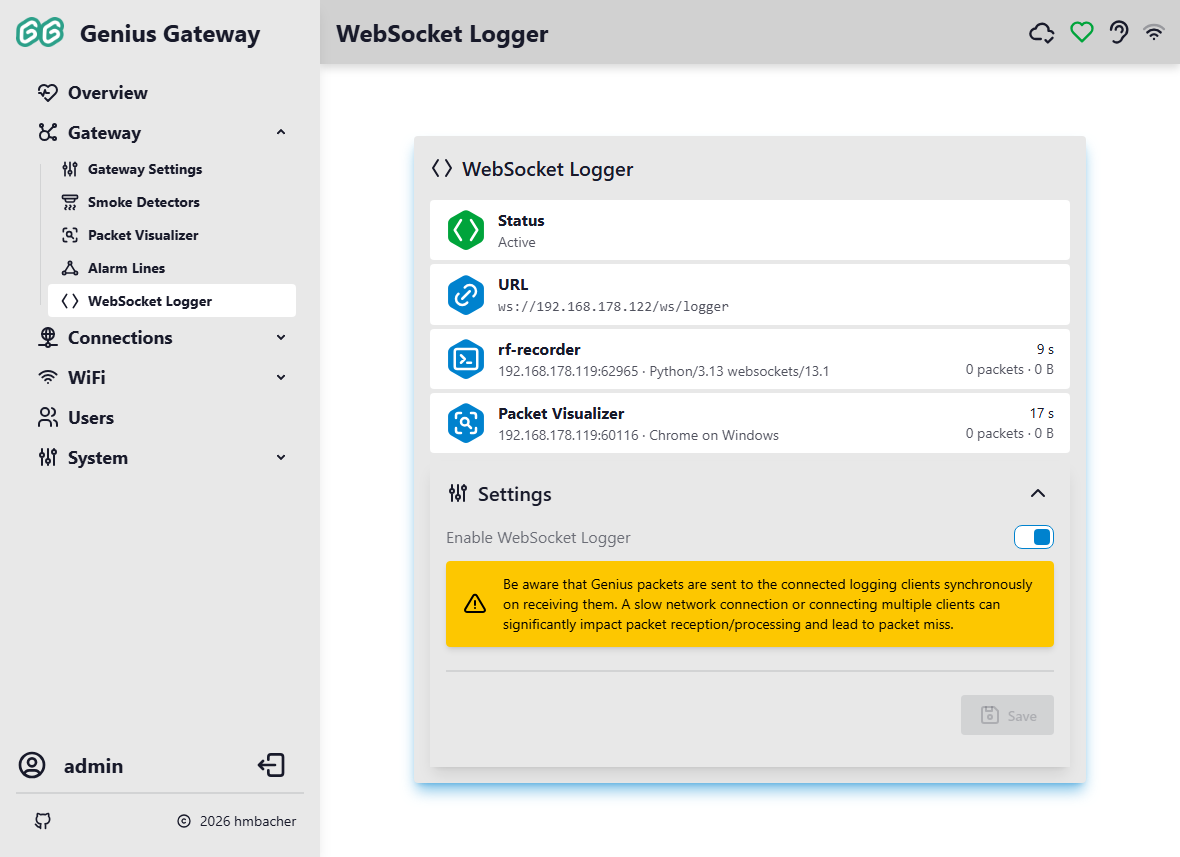 Genius Gateway
WebSocket Logger
Overview
Gateway
Gateway Settings
Smoke Detectors
Packet Visualizer
Alarm Lines
WebSocket Logger
Connections
WiFi
Users
System
admin
© 2026 hmbacher
WebSocket Logger
Status
Active
URL
ws://192.168.178.122/ws/logger
rf-recorder
9 s
192.168.178.119:62965 · Python/3.13 websockets/13.1
0 packets · 0 B
Packet Visualizer
17 s
192.168.178.119:60116 · Chrome on Windows
0 packets · 0 B
Settings
Enable WebSocket Logger
Be aware that Genius packets are sent to the connected logging clients synchronously
on receiving them. A slow network connection or connecting multiple clients can
significantly impact packet reception/processing and lead to packet miss.
Save